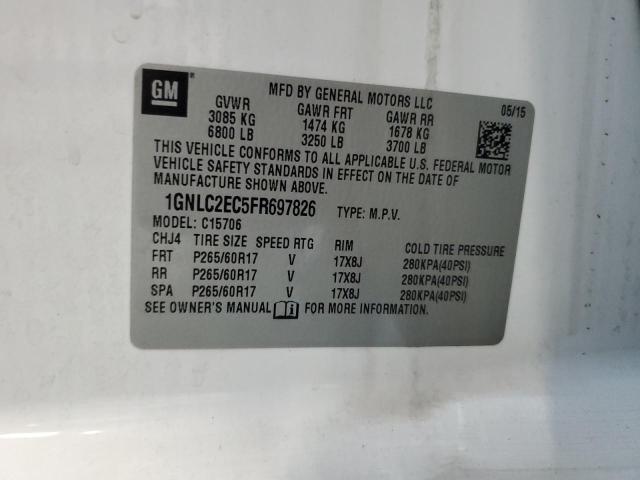 GM ®
MFD BY GENERAL MOTORS LLC
05/15
GVWR GAWR FRT GAWR RR
3085 KG 1474 KG 1678 KG
6800 LB 3250 LB 3700 LB
THIS VEHICLE CONFORMS TO ALL APPLICABLE U.S. FEDERAL MOTOR
VEHICLE SAFETY STANDARDS IN EFFECT ON THE DATE OF
MANUFACTURE SHOWN ABOVE.
1GNLC2EC5FR697826 TYPE: M.P.V.
MODEL: C15706
CHJ4 TIRE SIZE SPEED RTG RIM COLD TIRE PRESSURE
FRT P265/60R17 V 17X8J 280KPA(40PSI)
RR P265/60R17 V 17X8J 280KPA(40PSI)
SPA P265/60R17 V 17X8J 280KPA(40PSI)
SEE OWNER'S MANUAL FOR MORE INFORMATION.